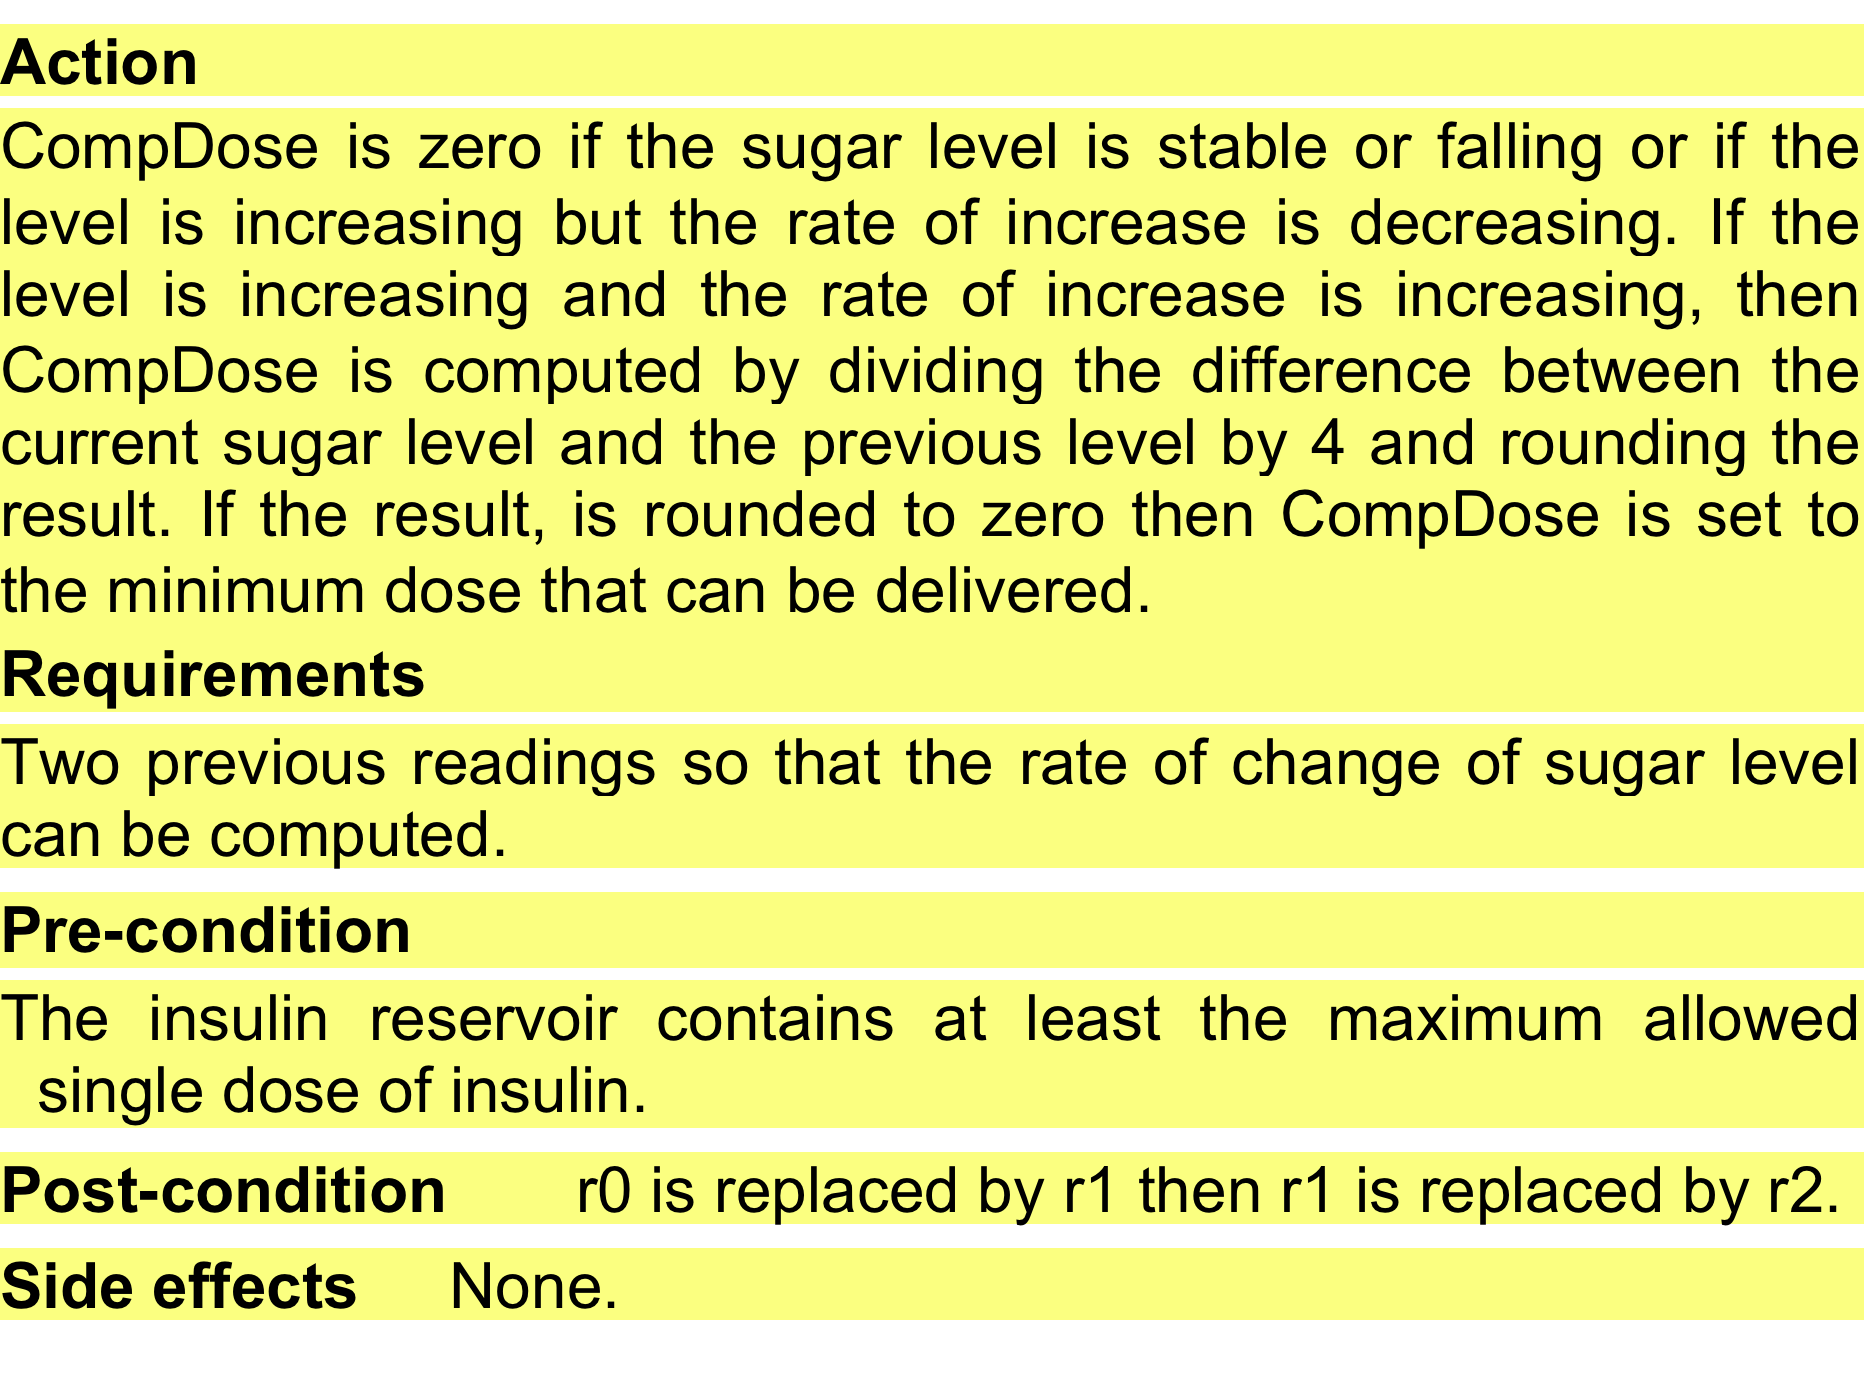 Action
CompDose is zero if the sugar level is stable or falling or if the
level is increasing but the rate of increase is decreasing. If the
level is increasing and the rate of increase is increasing, then
CompDose is computed by dividing the difference between the
current sugar level and the previous level by 4 and rounding the
result. If the result, is rounded to zero then CompDose is set to
the minimum dose that can be delivered.
Requirements
Two previous readings so that the rate of change of sugar level
can be computed.
Pre-condition
The insulin reservoir contains at least the maximum allowed
single dose of insulin.
Post-condition r0 is replaced by r1 then r1 is replaced by r2.
Side effects None.